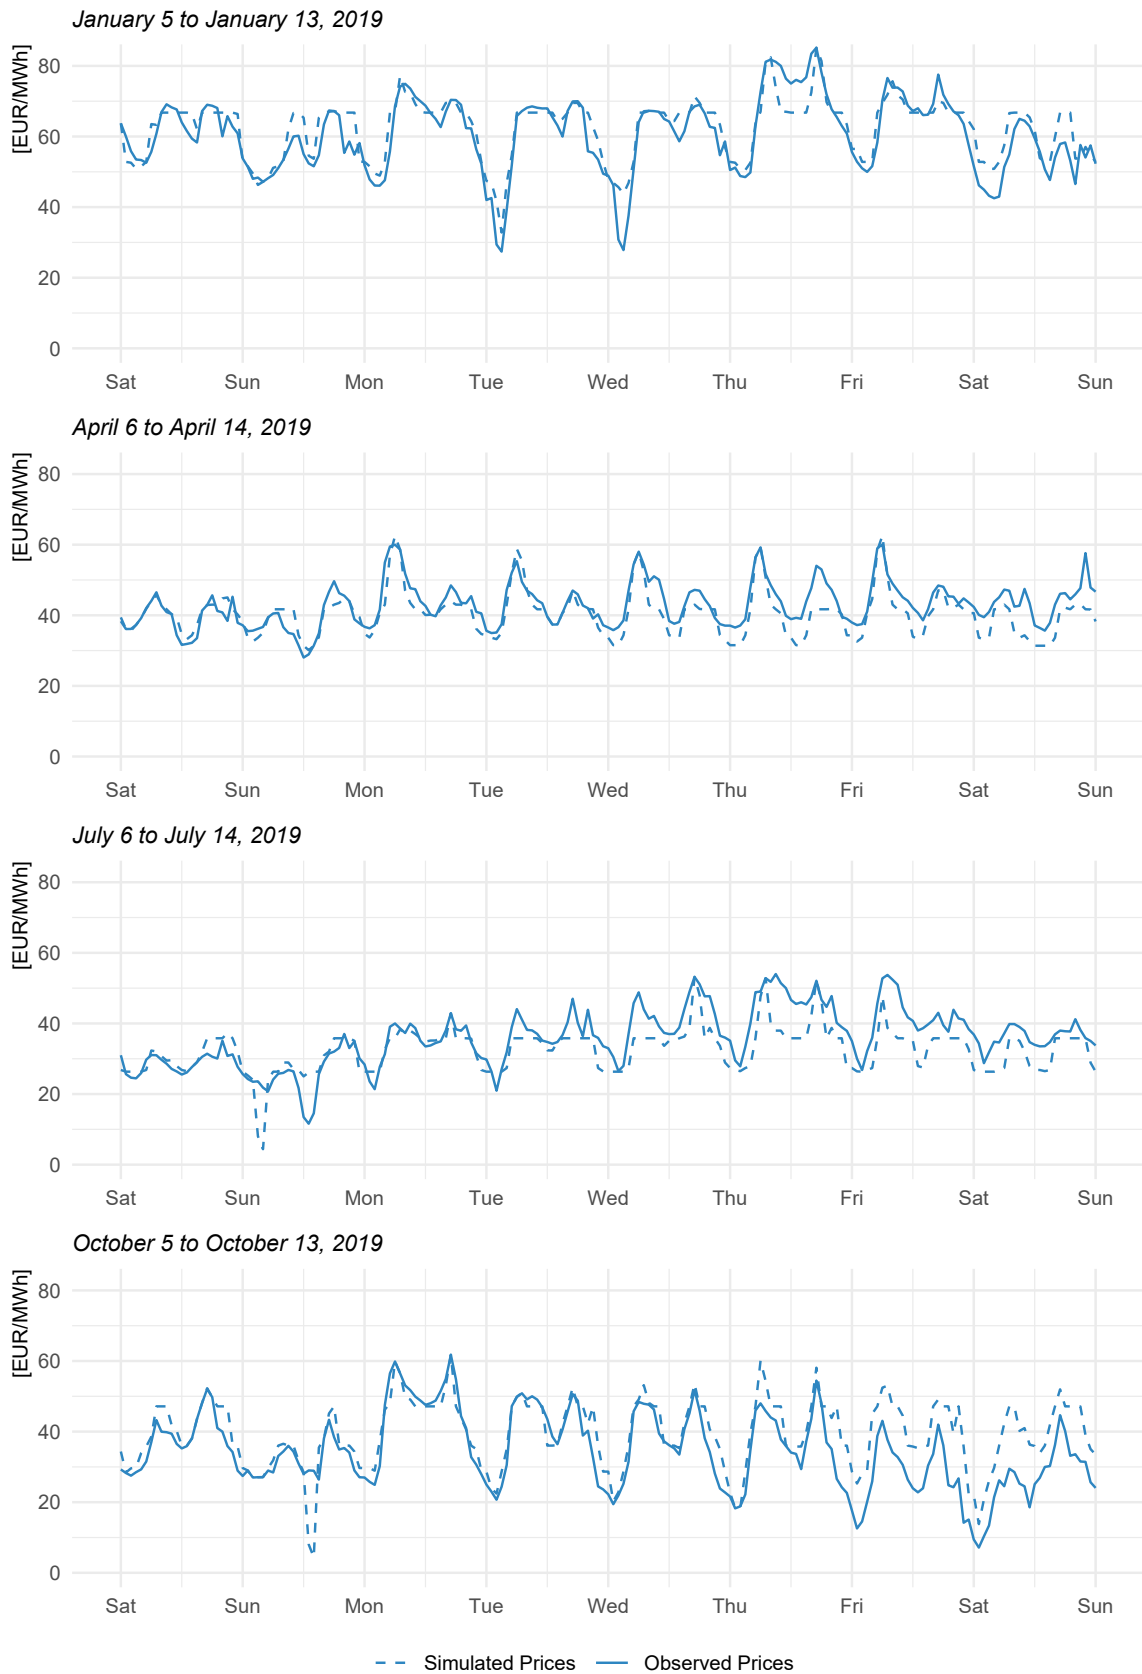 January 5 to January 13, 2019
[EUR/MWh]
80
60
40
20
0
Sat Sun Mon Tue Wed Thu Fri Sat Sun
April 6 to April 14, 2019
[EUR/MWh]
80
60
40
20
0
Sat Sun Mon Tue Wed Thu Fri Sat Sun
July 6 to July 14, 2019
[EUR/MWh]
80
60
40
20
0
Sat Sun Mon Tue Wed Thu Fri Sat Sun
October 5 to October 13, 2019
[EUR/MWh]
80
60
40
20
0
Sat Sun Mon Tue Wed Thu Fri Sat Sun
Simulated Prices Observed Prices